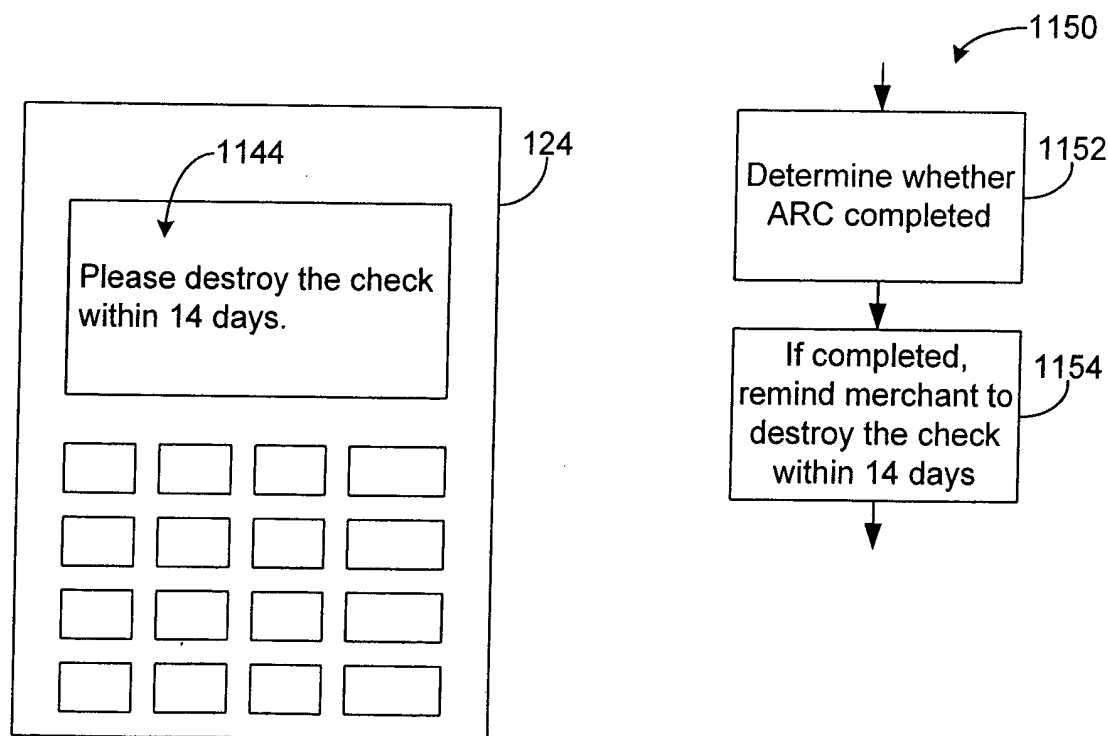 1150
1144
124
Please destroy the check
within 14 days.
1152
Determine whether
ARC completed
1154
If completed,
remind merchant to
destroy the check
within 14 days